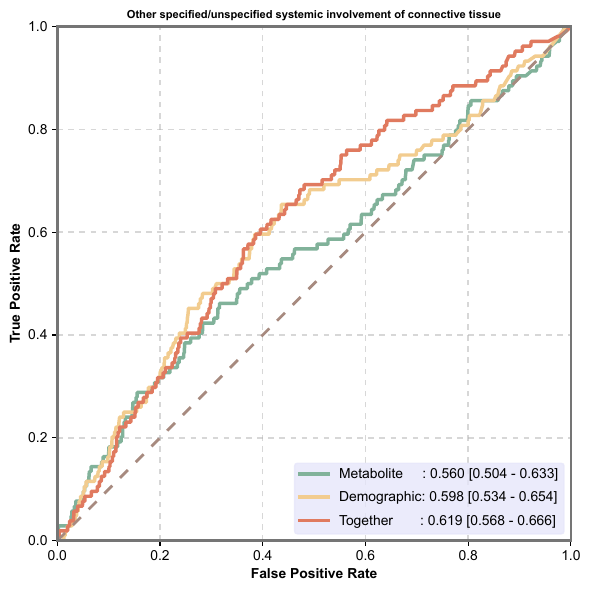 Other specified/unspecified systemic involvement of connective tissue
1.0
0.8
0.6
0.4
0.2
0.0
True Positive Rate
Metabolite : 0.560 [0.504 - 0.633]
Demographic: 0.598 [0.534 - 0.654]
Together : 0.619 [0.568 - 0.666]
0.0 0.2 0.4 0.6 0.8 1.0
False Positive Rate